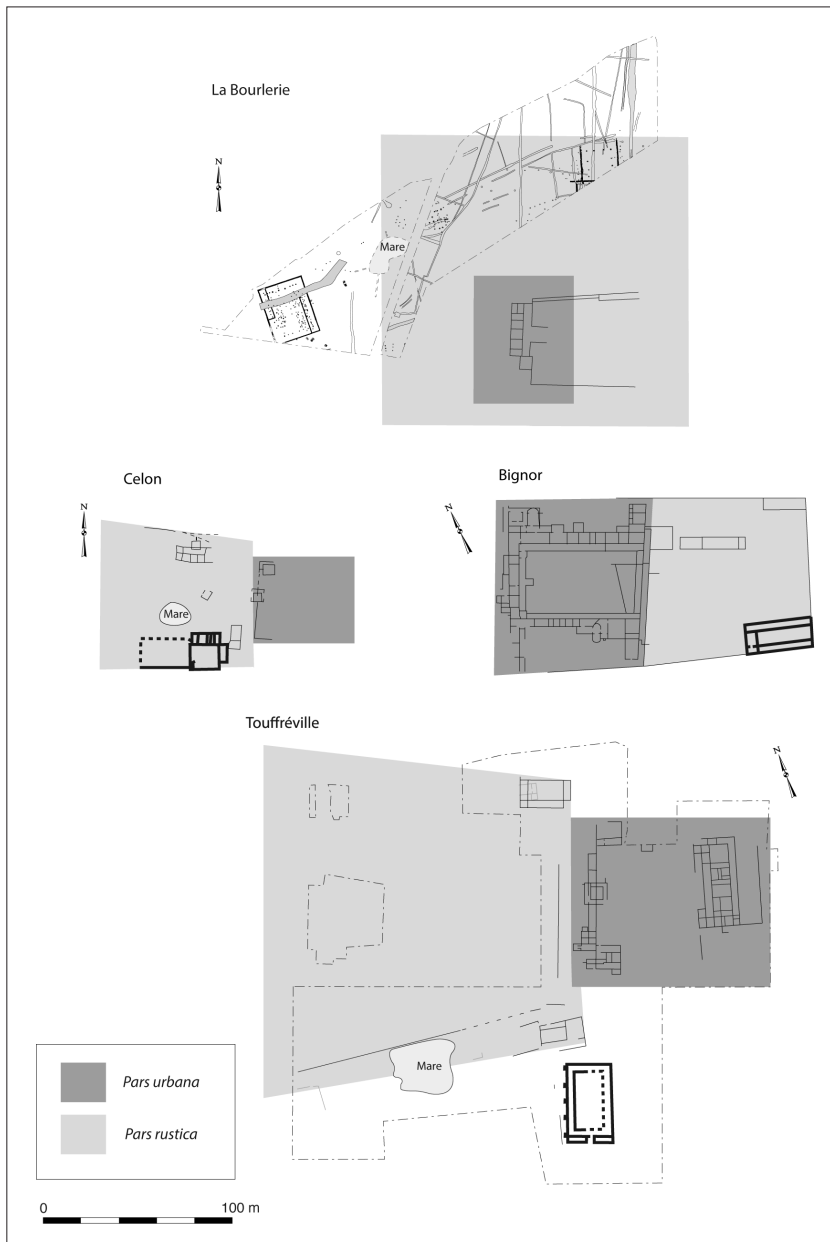 La Bourlerie
N
Mare
Celon
Bignor
N
N
Mare
Touffréville
N
Mare
Pars urbana
Pars rustica
0 100 m